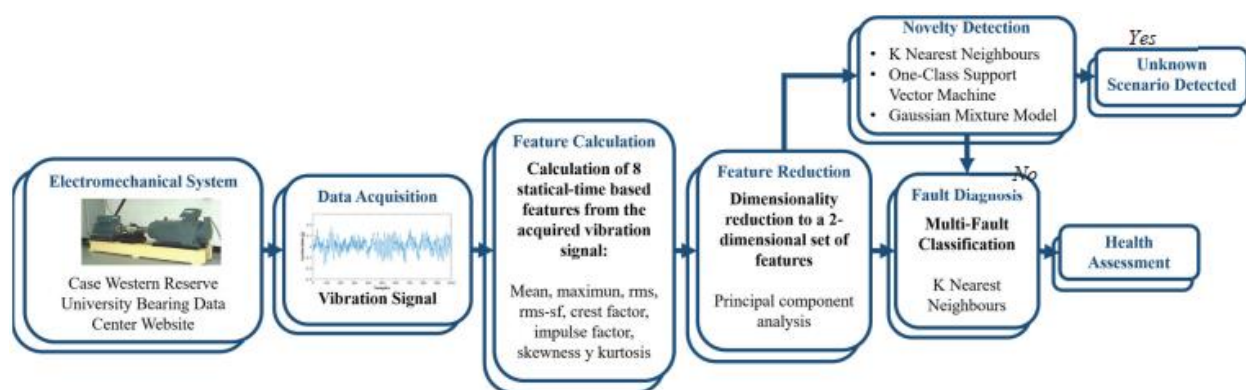 Electromechanical System
Case Western Reserve
University Bearing Data
Center Website
Data Acquisition
Vibration Signal
Feature Calculation
Calculation of 8
statical-time based
features from the
acquired vibration
signal:
Mean, maximun, rms,
rms-sf, crest factor,
impulse factor,
skewness y kurtosis
Feature Reduction
Dimensionality
reduction to a 2-
dimensional set of
features
Principal component
analysis
Novelty Detection
• K Nearest Neighbours
• One-Class Support
Vector Machine
• Gaussian Mixture Model
Yes
Unknown
Scenario Detected
No
Fault Diagnosis
Multi-Fault
Classification
K Nearest
Neighbours
Health
Assessment